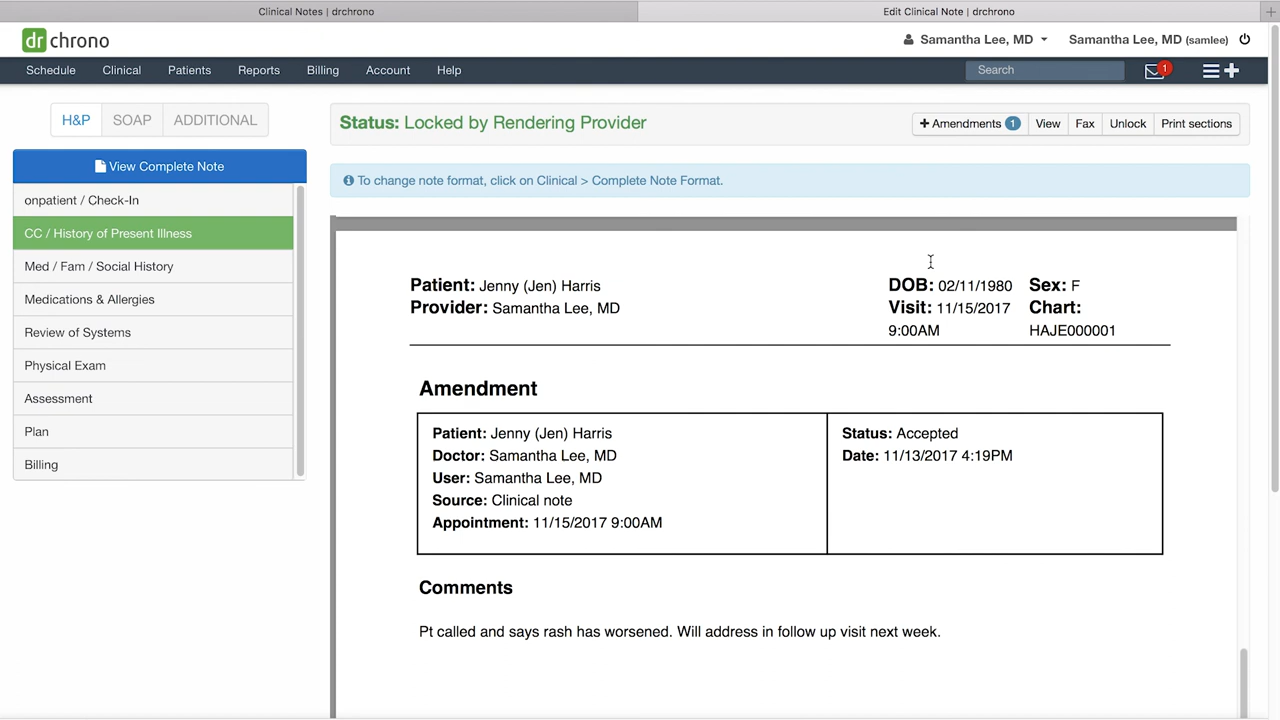 Clinical Notes | drchrono
Edit Clinical Note | drchrono
drchrono
Samantha Lee, MD
Samantha Lee, MD (samlee)
Schedule Clinical Patients Reports Billing Account Help
Search
1
H&P SOAP ADDITIONAL
View Complete Note
onpatient / Check-In
CC / History of Present Illness
Med / Fam / Social History
Medications & Allergies
Review of Systems
Physical Exam
Assessment
Plan
Billing
Status: Locked by Rendering Provider
+ Amendments 1 View Fax Unlock Print sections
To change note format, click on Clinical > Complete Note Format.
Patient: Jenny (Jen) Harris
Provider: Samantha Lee, MD
DOB: 02/11/1980 Sex: F
Visit: 11/15/2017 Chart:
9:00AM HAJE000001
Amendment
Patient: Jenny (Jen) Harris
Doctor: Samantha Lee, MD
User: Samantha Lee, MD
Source: Clinical note
Appointment: 11/15/2017 9:00AM
Status: Accepted
Date: 11/13/2017 4:19PM
Comments
Pt called and says rash has worsened. Will address in follow up visit next week.